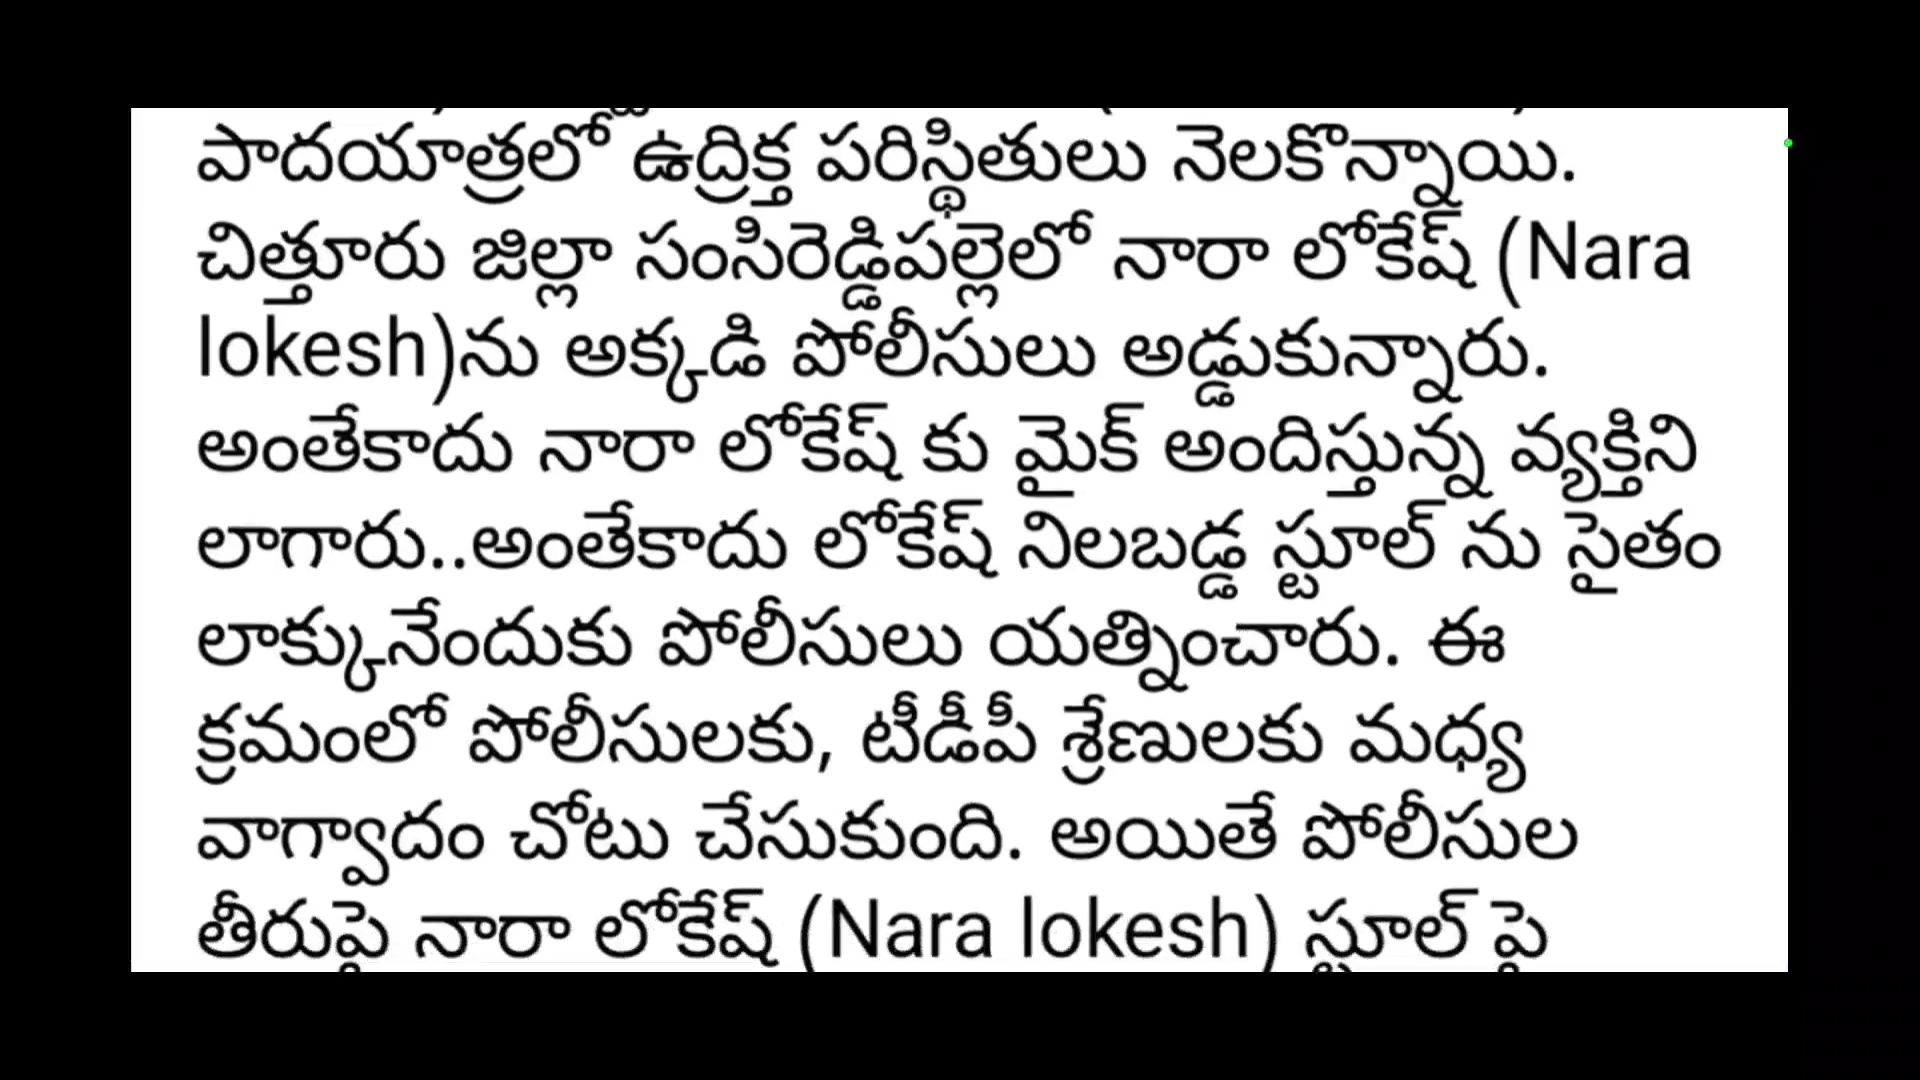 పాదయాత్రలో ఉద్రిక్త పరిస్థితులు నెలకొన్నాయి.
చిత్తూరు జిల్లా సంసిరెడ్డిపల్లెలో నారా లోకేష్ (Nara
lokesh)ను అక్కడి పోలీసులు అడ్డుకున్నారు.
అంతేకాదు నారా లోకేష్ కు మైక్ అందిస్తున్న వ్యక్తిని
లాగారు..అంతేకాదు లోకేష్ నిలబడ్డ స్టూల్ ను సైతం
లాక్కునేందుకు పోలీసులు యత్నించారు. ఈ
క్రమంలో పోలీసులకు, టీడీపీ శ్రేణులకు మధ్య
వాగ్వాదం చోటు చేసుకుంది. అయితే పోలీసుల
తీరుపై నారా లోకేష్ (Nara lokesh) స్టూల్ పై